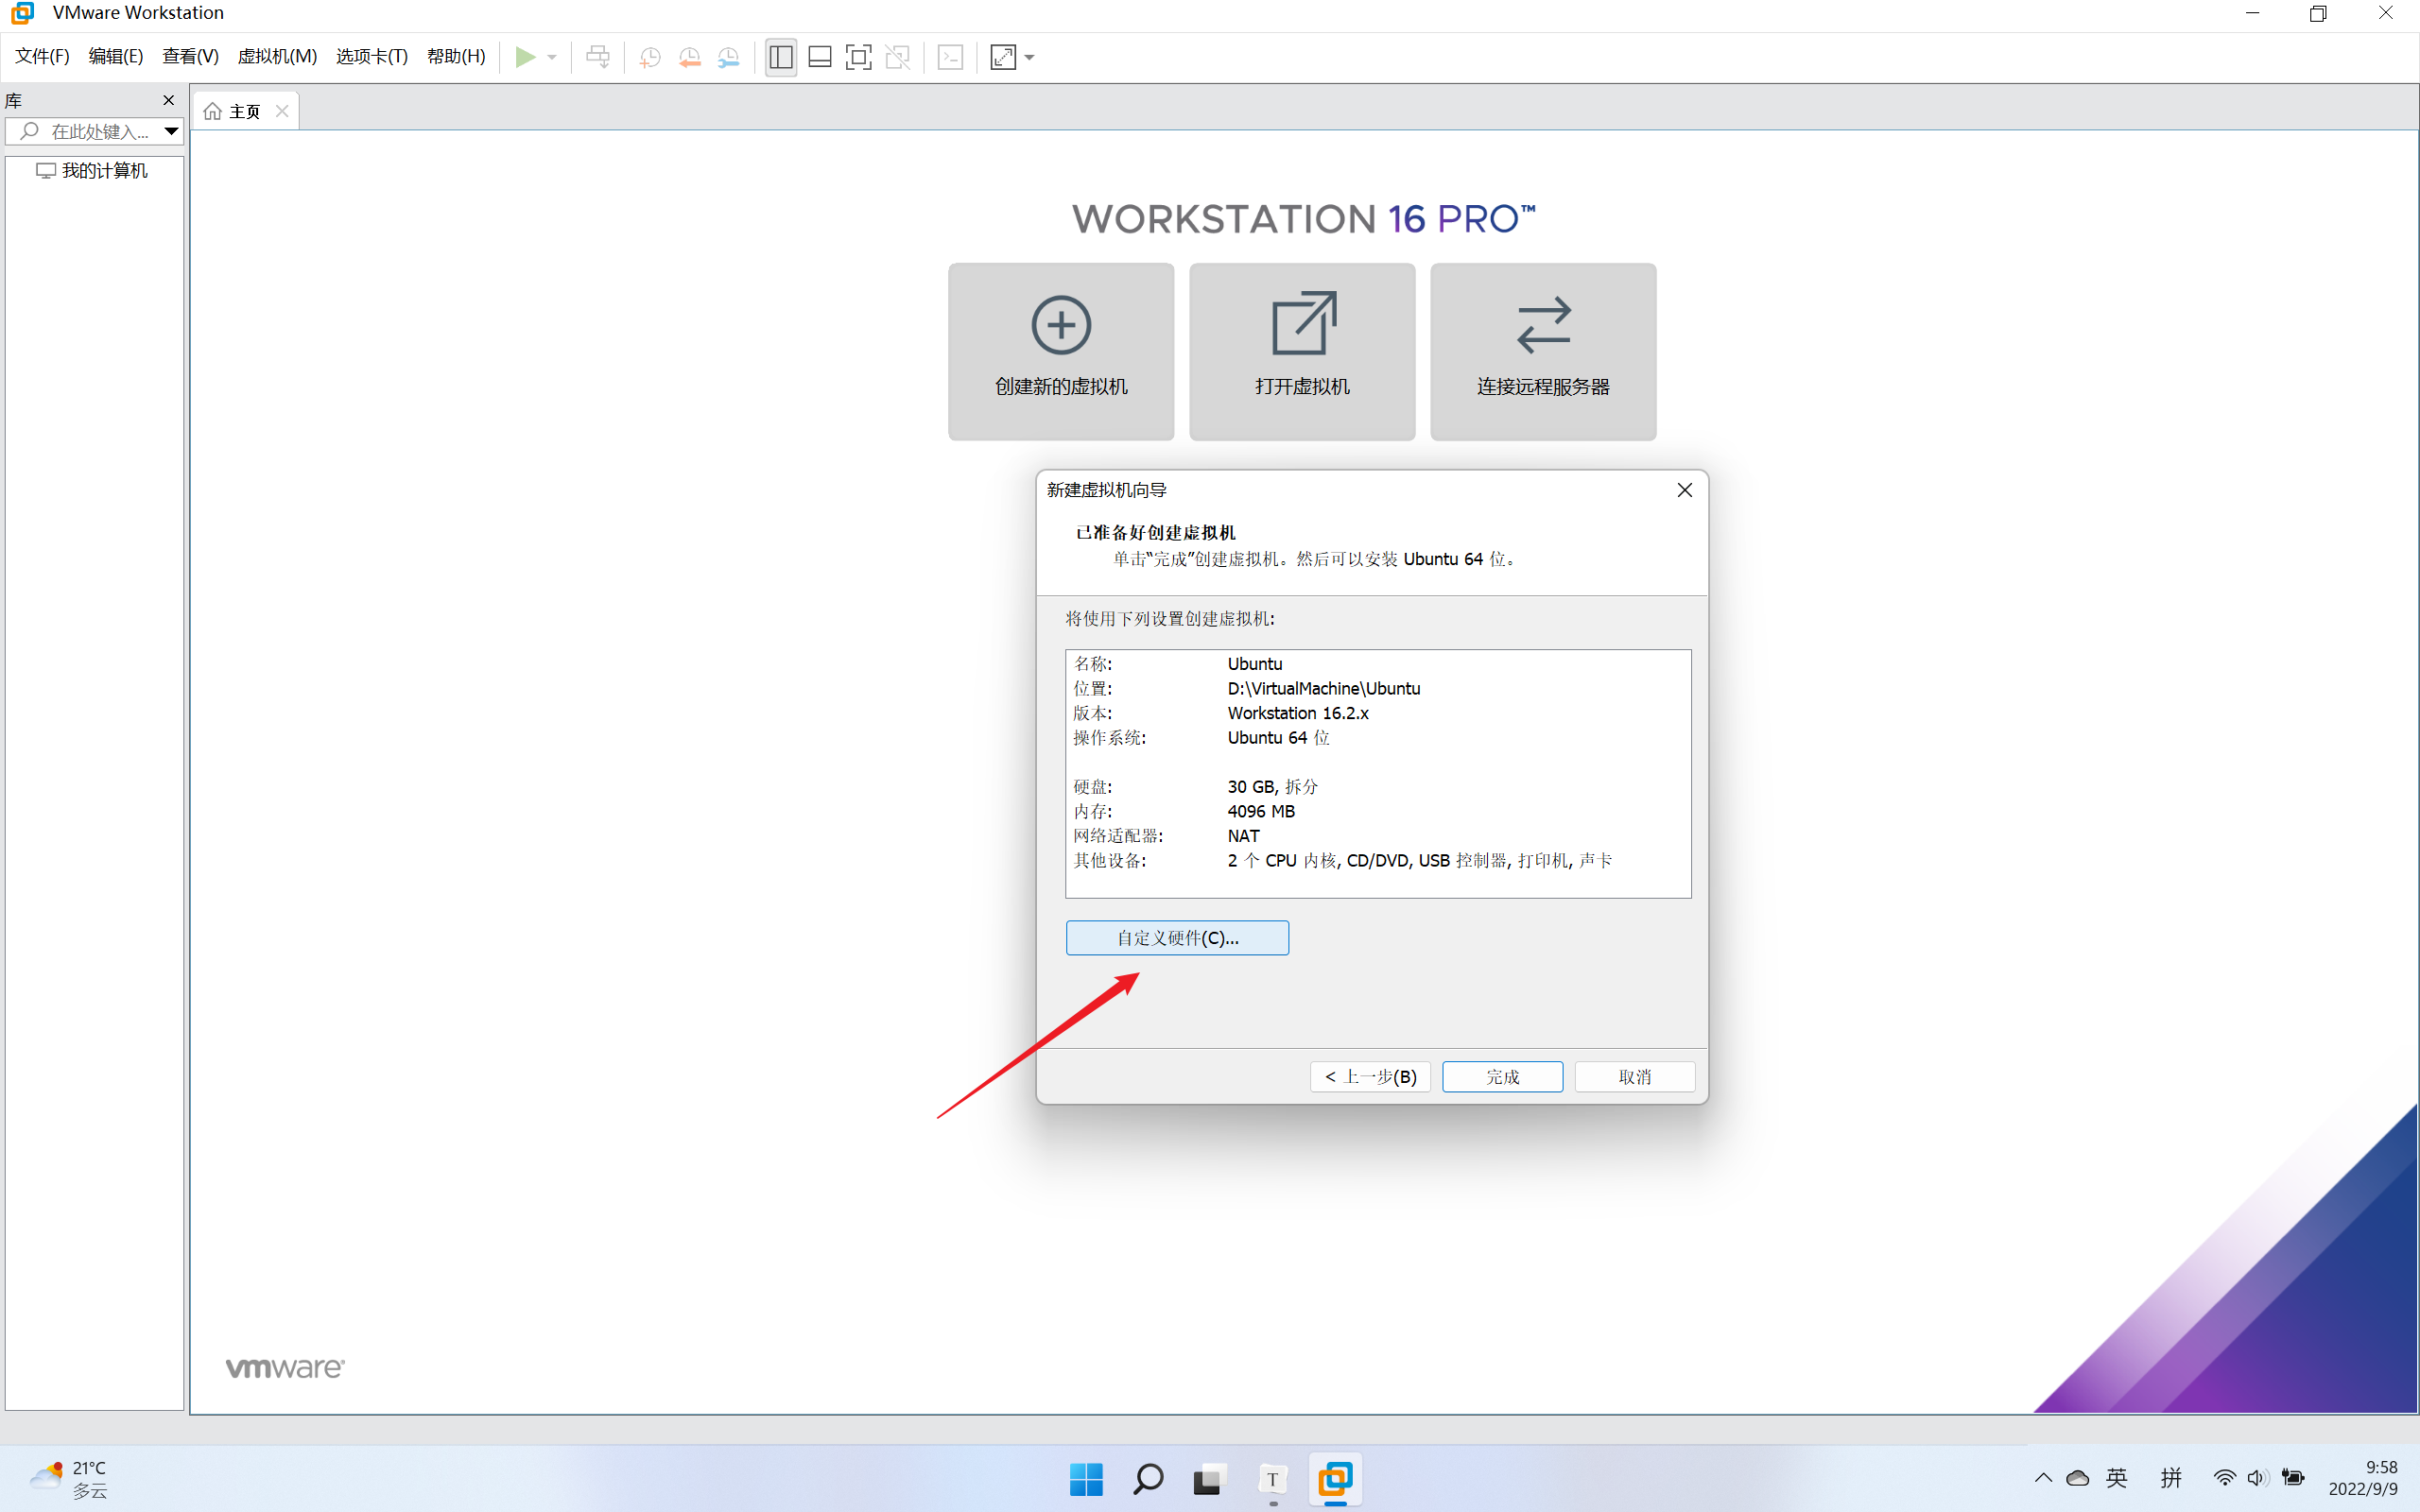 VMware Workstation
文件(F) 编辑(E) 查看(V) 虚拟机(M) 选项卡(T) 帮助(H)
库
在此处键入...
我的计算机
主页
WORKSTATION 16 PRO™
创建新的虚拟机
打开虚拟机
连接远程服务器
新建虚拟机向导
已准备好创建虚拟机
单击“完成”创建虚拟机。然后可以安装 Ubuntu 64 位。
将使用下列设置创建虚拟机:
名称: Ubuntu
位置: D:\VirtualMachine\Ubuntu
版本: Workstation 16.2.x
操作系统: Ubuntu 64 位
硬盘: 30 GB, 拆分
内存: 4096 MB
网络适配器: NAT
其他设备: 2 个 CPU 内核, CD/DVD, USB 控制器, 打印机, 声卡
自定义硬件(C)...
< 上一步(B) 完成 取消
vmware®
21°C
多云
T
英 拼
9:58
2022/9/9